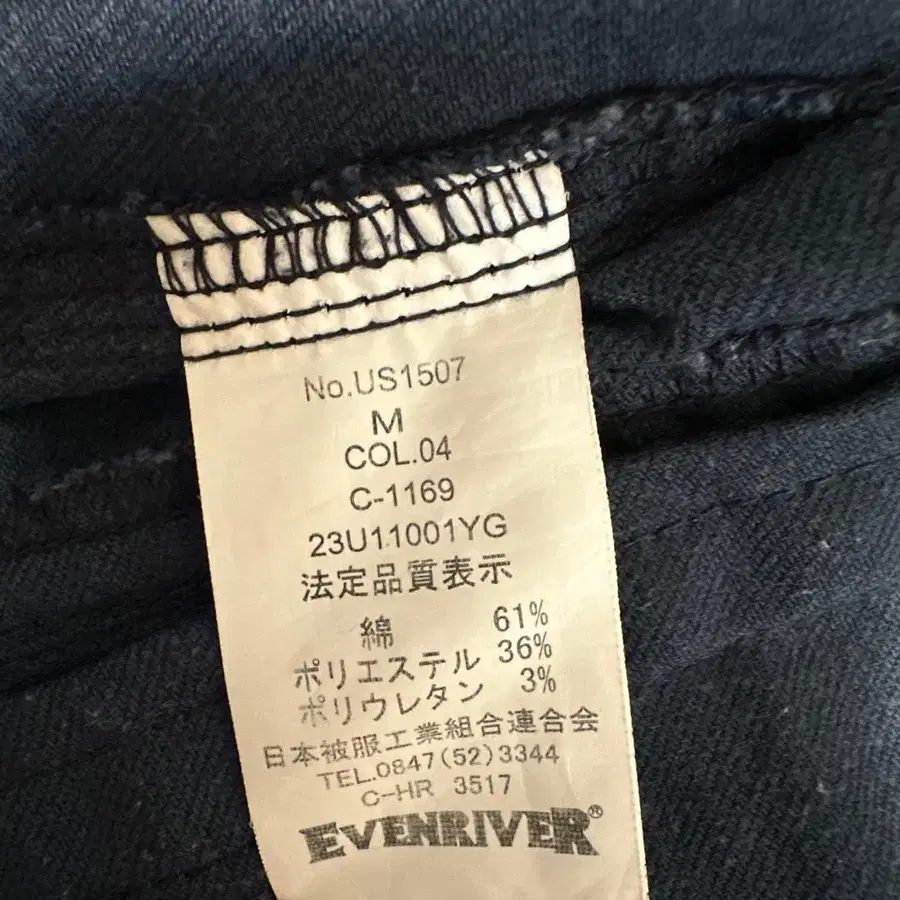 No.US1507
M
COL.04
C-1169
23U11001YG
法定品質表示
綿 61%
ポリエステル 36%
ポリウレタン 3%
日本被服工業組合連合会
TEL.0847(52)3344
C-HR 3517
EVENRIVER®